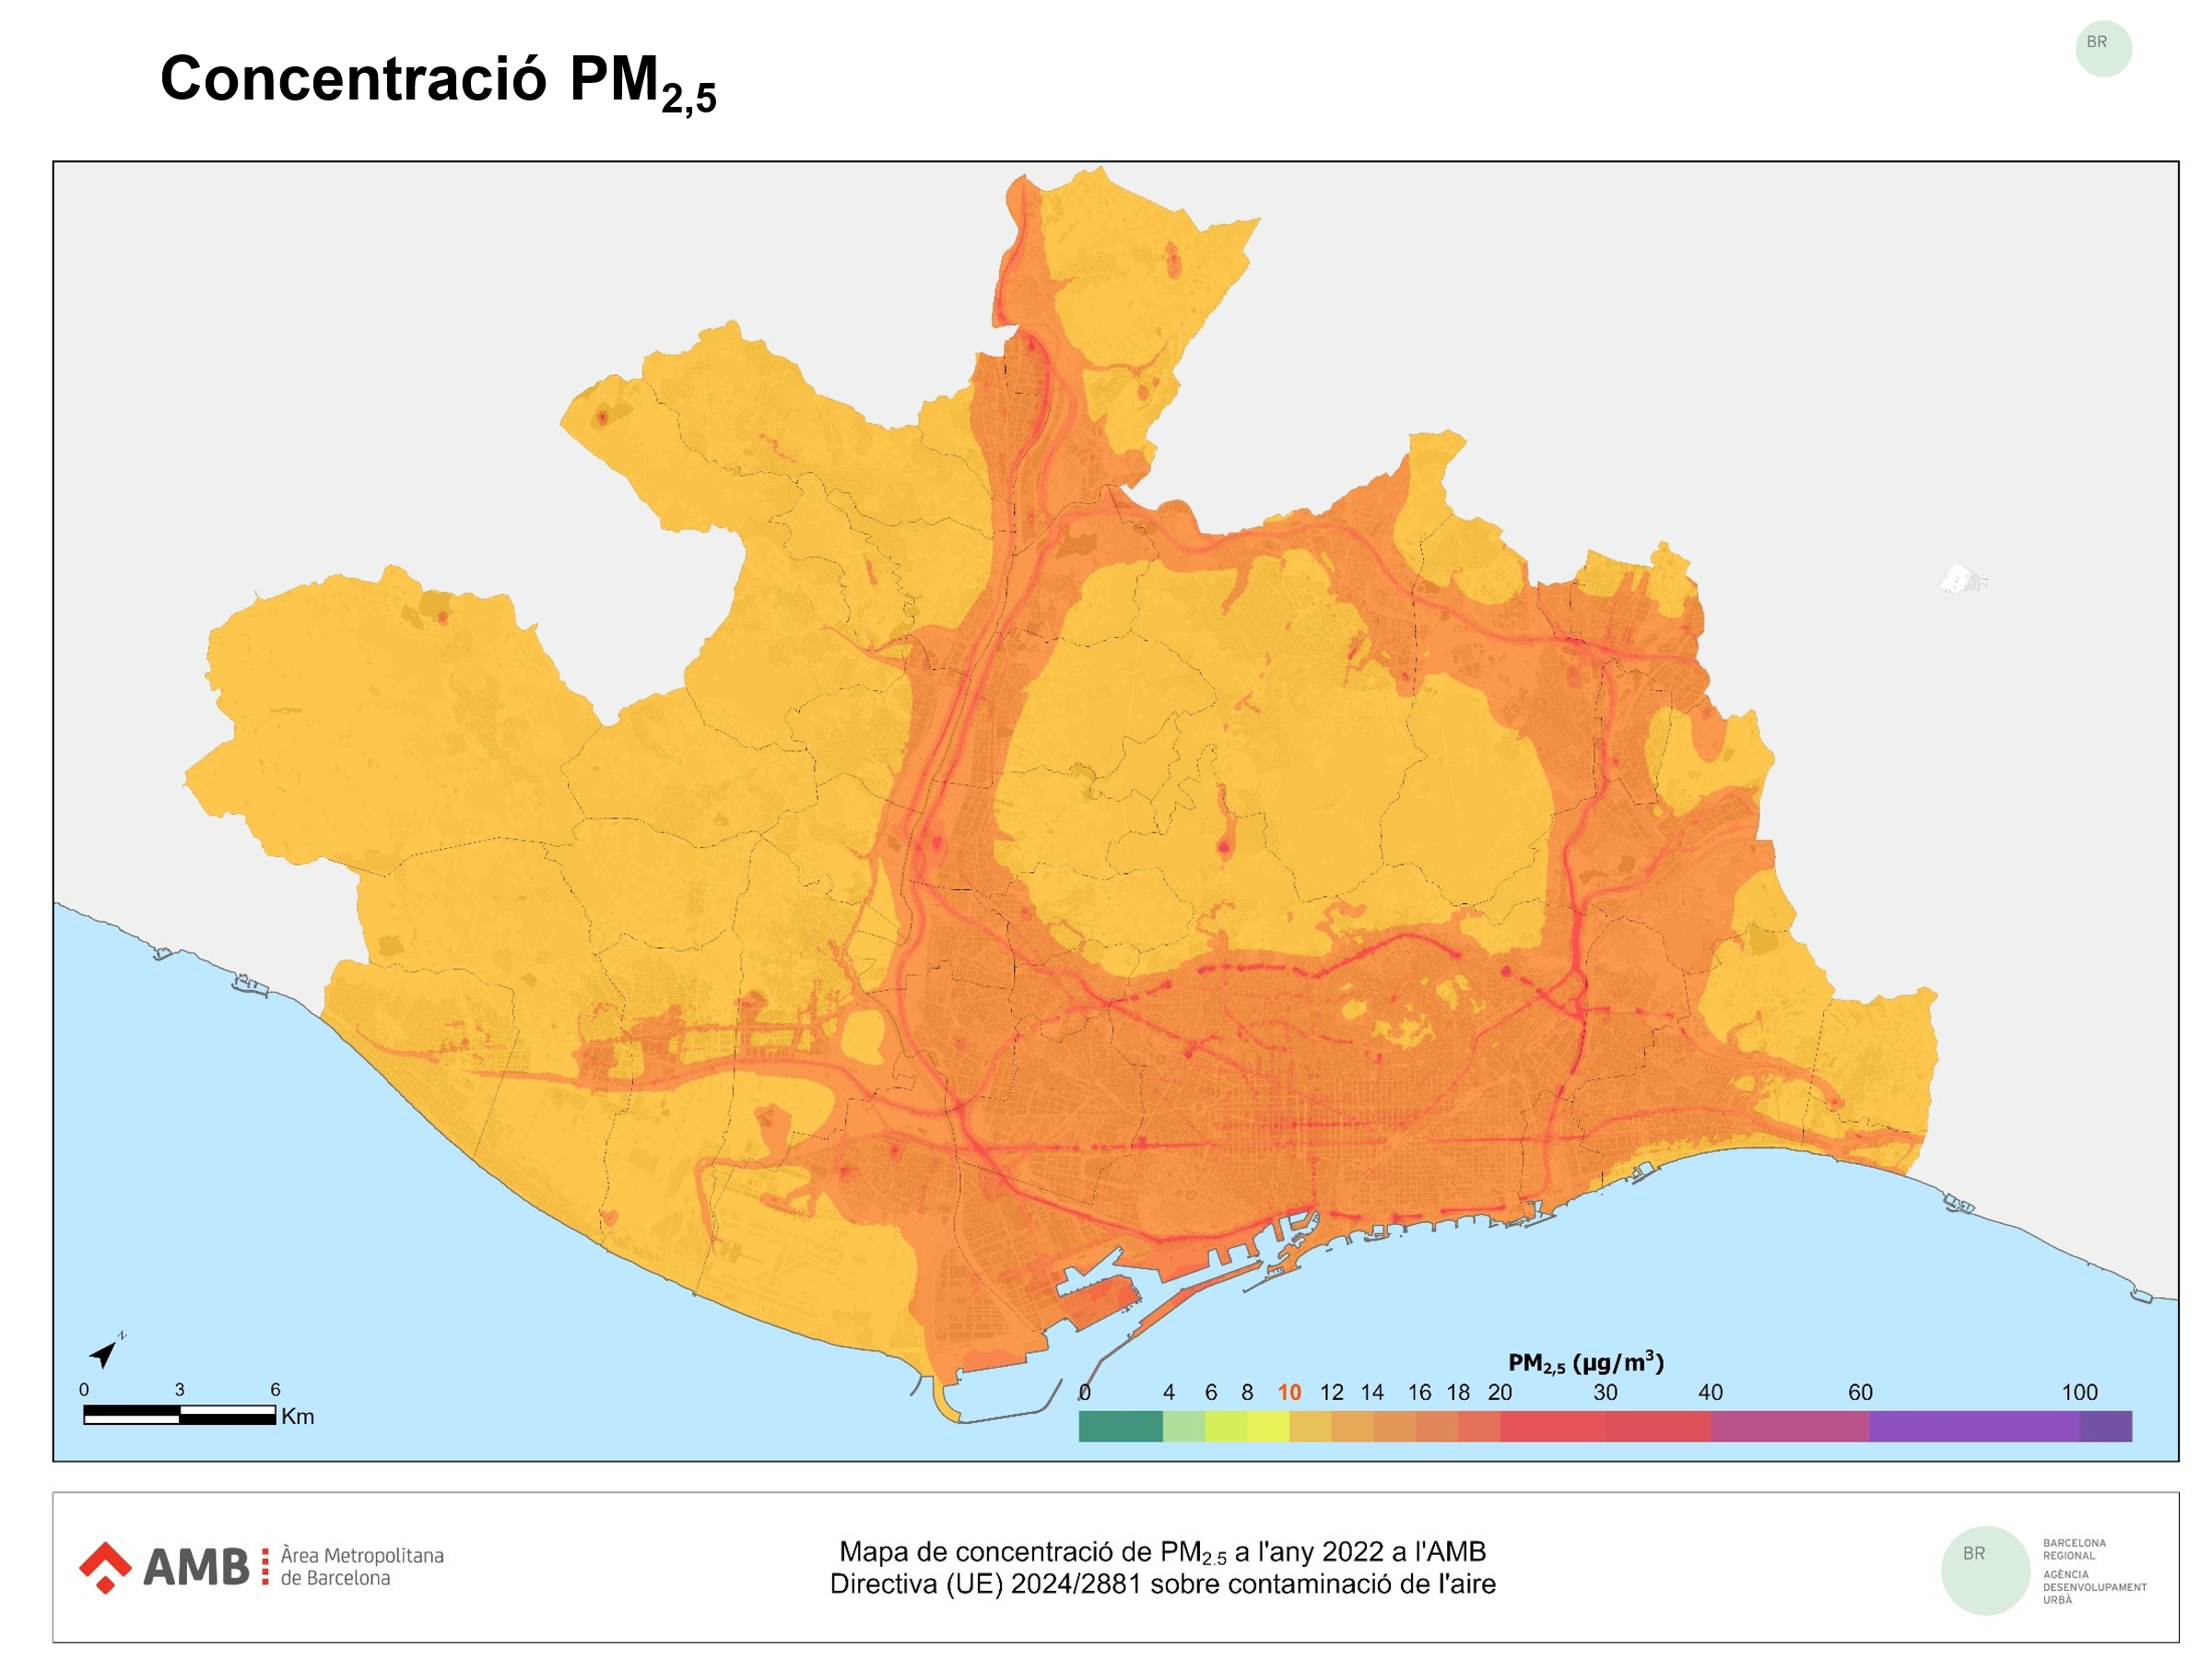 BR
Concentració PM2,5
N
0 3 6
Km
PM2,5 (µg/m3)
0 4 6 8 10 12 14 16 18 20 30 40 60 100
AMB
Àrea Metropolitana
de Barcelona
Mapa de concentració de PM2.5 a l'any 2022 a l'AMB
Directiva (UE) 2024/2881 sobre contaminació de l'aire
BR
BARCELONA
REGIONAL
AGÈNCIA
DESENVOLUPAMENT
URBÀ